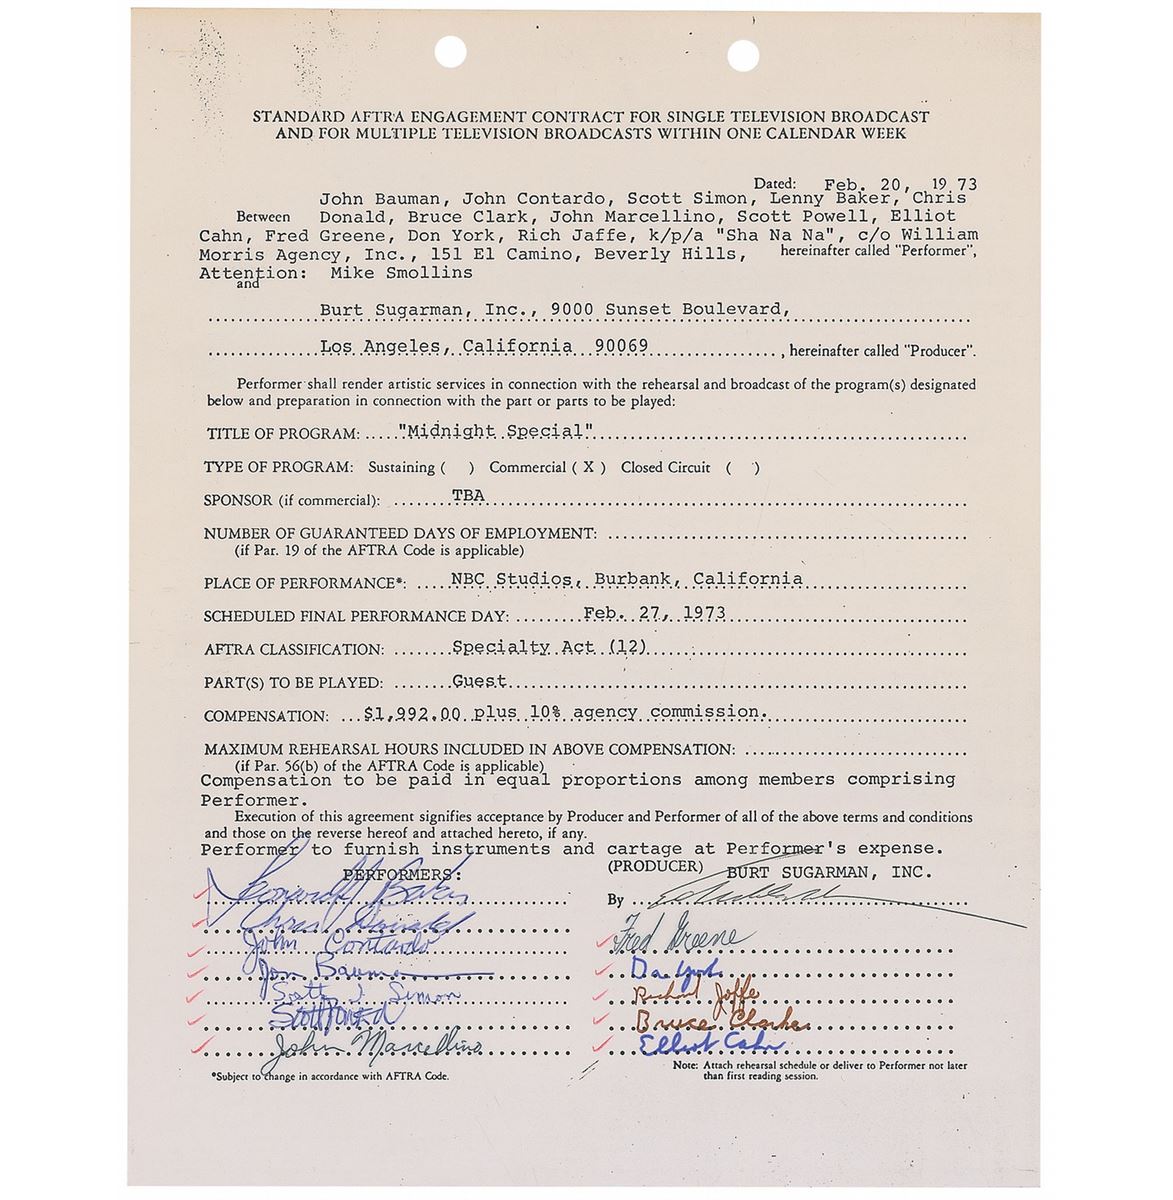 STANDARD AFTRA ENGAGEMENT CONTRACT FOR SINGLE TELEVISION BROADCAST
AND FOR MULTIPLE TELEVISION BROADCASTS WITHIN ONE CALENDAR WEEK
Dated: Feb. 20, 1973
John Bauman, John Contardo, Scott Simon, Lenny Baker, Chris
Between Donald, Bruce Clark, John Marcellino, Scott Powell, Elliot
Cahn, Fred Greene, Don York, Rich Jaffe, k/p/a "Sha Na Na", c/o William
Morris Agency, Inc., 151 El Camino, Beverly Hills, hereinafter called "Performer",
Attention: Mike Smollins
and
Burt Sugarman, Inc., 9000 Sunset Boulevard,
Los Angeles, California 90069, hereinafter called "Producer".
Performer shall render artistic services in connection with the rehearsal and broadcast of the program(s) designated
below and preparation in connection with the part or parts to be played:
TITLE OF PROGRAM: "Midnight Special"
TYPE OF PROGRAM: Sustaining ( ) Commercial ( X ) Closed Circuit ( )
SPONSOR (if commercial): TBA
NUMBER OF GUARANTEED DAYS OF EMPLOYMENT:
(if Par. 19 of the AFTRA Code is applicable)
PLACE OF PERFORMANCE*: NBC Studios, Burbank, California
SCHEDULED FINAL PERFORMANCE DAY: Feb. 27, 1973
AFTRA CLASSIFICATION: Specialty Act (12)
PART(S) TO BE PLAYED: Guest
COMPENSATION: $1,992.00 plus 10% agency commission.
MAXIMUM REHEARSAL HOURS INCLUDED IN ABOVE COMPENSATION:
(if Par. 56(b) of the AFTRA Code is applicable)
Compensation to be paid in equal proportions among members comprising
Performer.
Execution of this agreement signifies acceptance by Producer and Performer of all of the above terms and conditions
and those on the reverse hereof and attached hereto, if any.
Performer to furnish instruments and cartage at Performer's expense.
PERFORMERS: (PRODUCER) BURT SUGARMAN, INC.
Leonard J. Baker By
Chris Donald Fred Greene
John Contardo
Jon Bauman Don York
Scott J. Simon Richard Joffe
Scott Powell Bruce Clarke
John Marcellino Elliot Cahn
*Subject to change in accordance with AFTRA Code. Note: Attach rehearsal schedule or deliver to Performer not later
than first reading session.